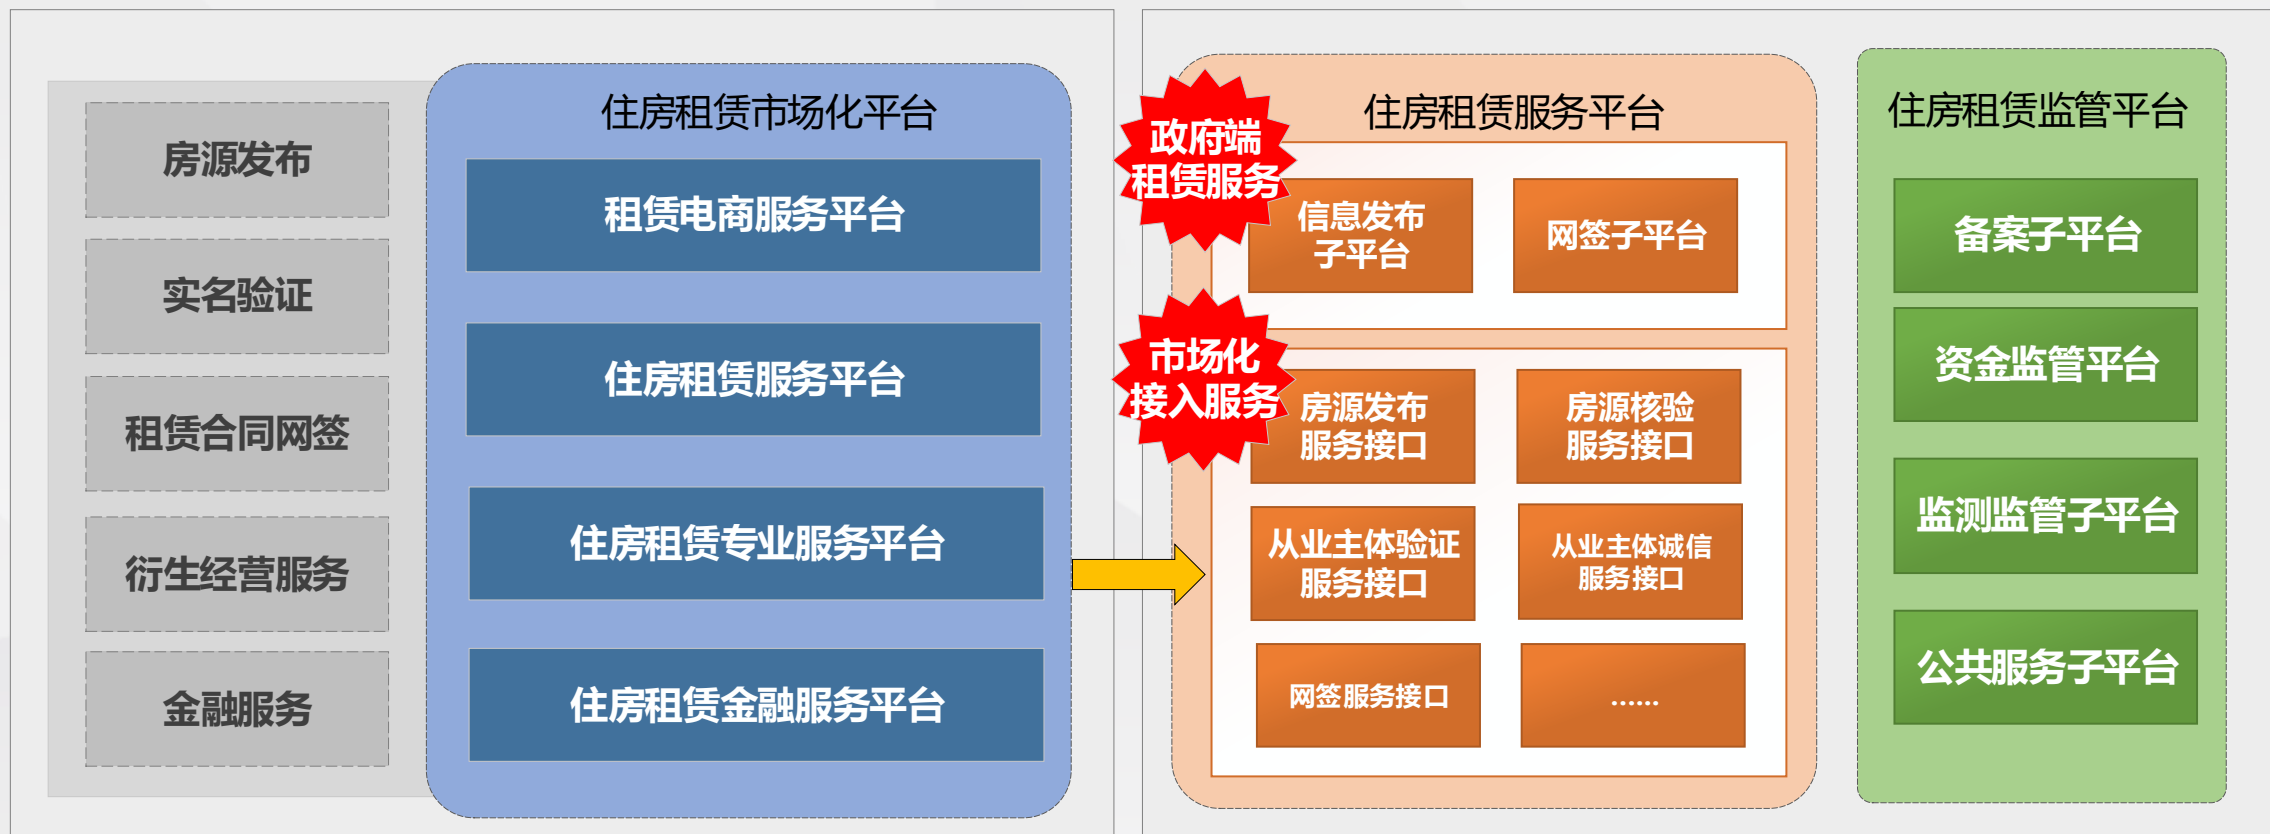 房源发布
实名验证
租赁合同网签
衍生经营服务
金融服务
住房租赁市场化平台
租赁电商服务平台
住房租赁服务平台
住房租赁专业服务平台
住房租赁金融服务平台
住房租赁服务平台
政府端
租赁服务
信息发布
子平台
网签子平台
市场化
接入服务
房源发布
服务接口
房源核验
服务接口
从业主体验证
服务接口
从业主体诚信
服务接口
网签服务接口
......
住房租赁监管平台
备案子平台
资金监管平台
监测监管子平台
公共服务子平台